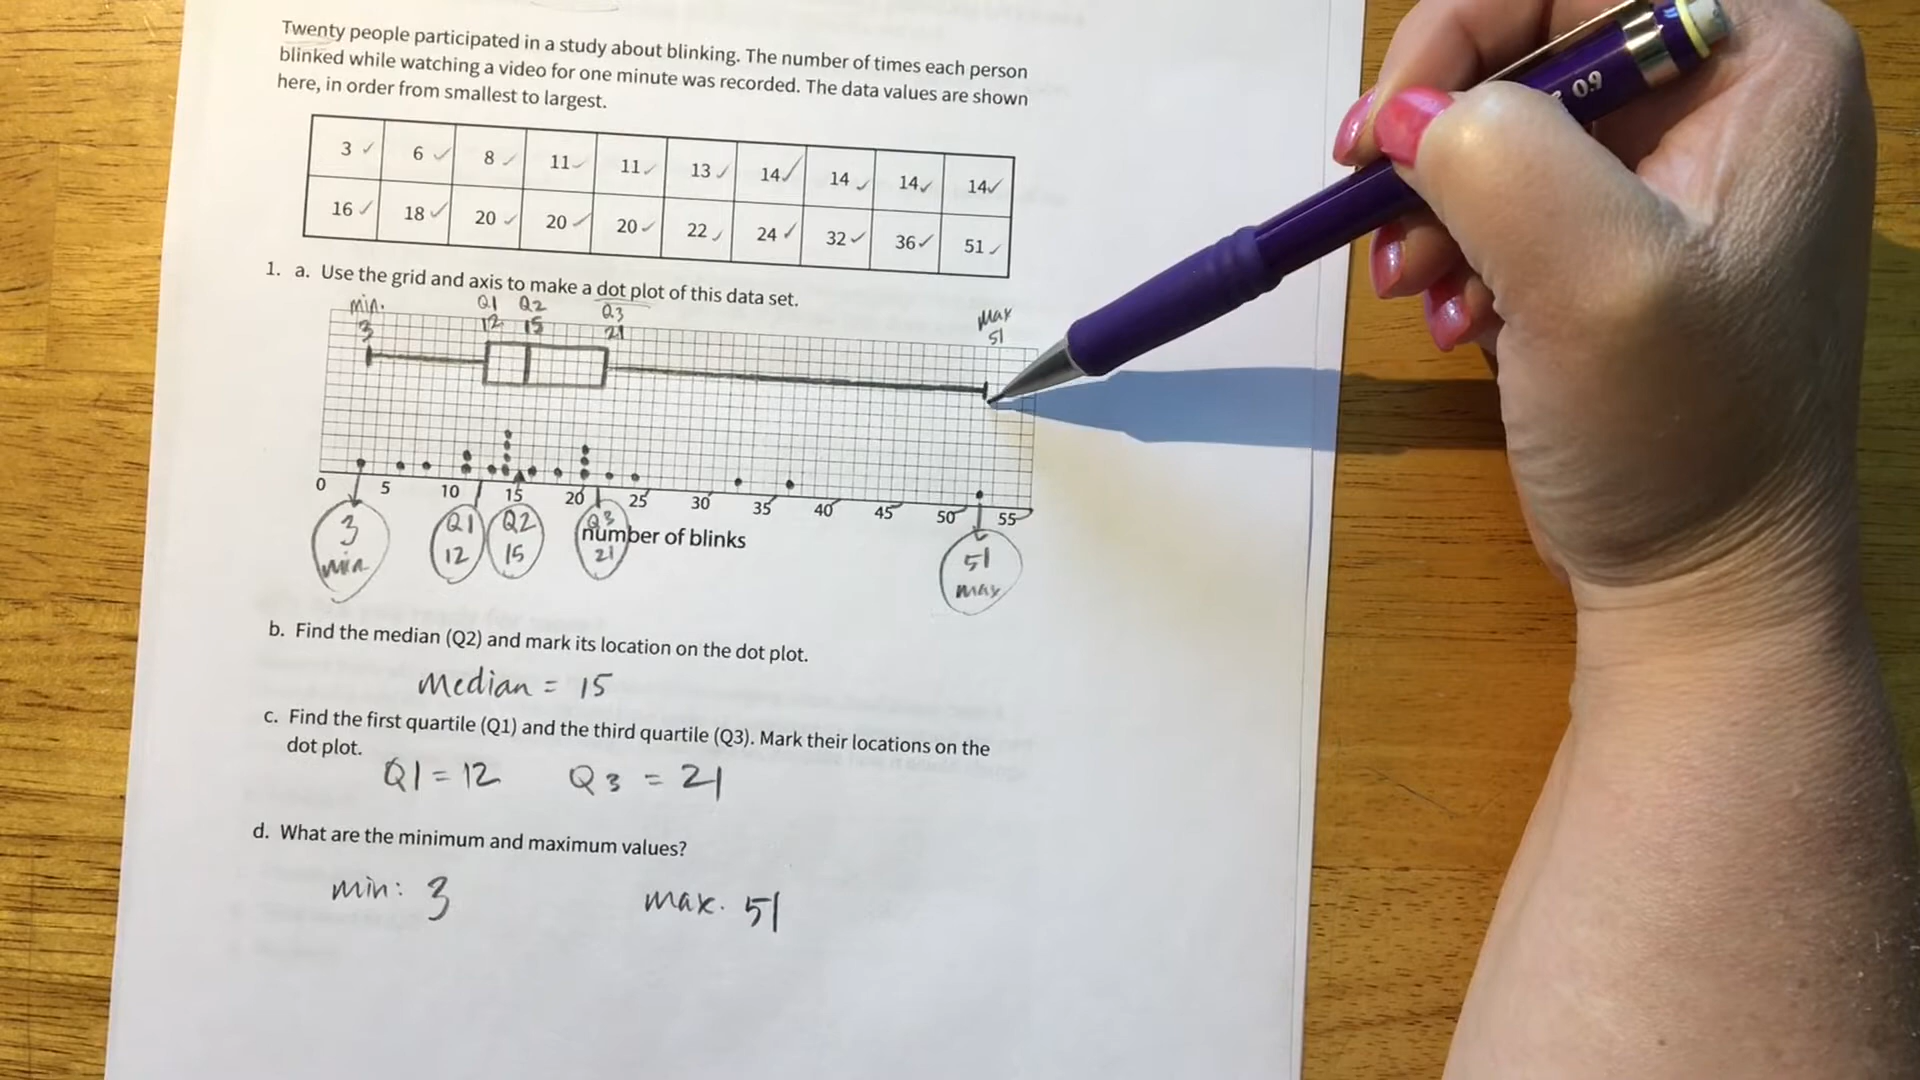 Twenty people participated in a study about blinking. The number of times each person
blinked while watching a video for one minute was recorded. The data values are shown
here, in order from smallest to largest.
3 ✓ 6 ✓ 8 ✓ 11 ✓ 11 ✓ 13 ✓ 14 ✓ 14 ✓ 14 ✓ 14 ✓
16 ✓ 18 ✓ 20 ✓ 20 ✓ 20 ✓ 22 ✓ 24 ✓ 32 ✓ 36 ✓ 51 ✓
1. a. Use the grid and axis to make a dot plot of this data set.
min. Q1 Q2 Q3 max
3 12 15 21 51
0 5 10 15 20 25 30 35 40 45 50 55
3 Q1 Q2 Q3 51
min 12 15 21 max
number of blinks
b. Find the median (Q2) and mark its location on the dot plot.
Median = 15
c. Find the first quartile (Q1) and the third quartile (Q3). Mark their locations on the
dot plot.
Q1 = 12 Q3 = 21
d. What are the minimum and maximum values?
min: 3 max. 51
0.9